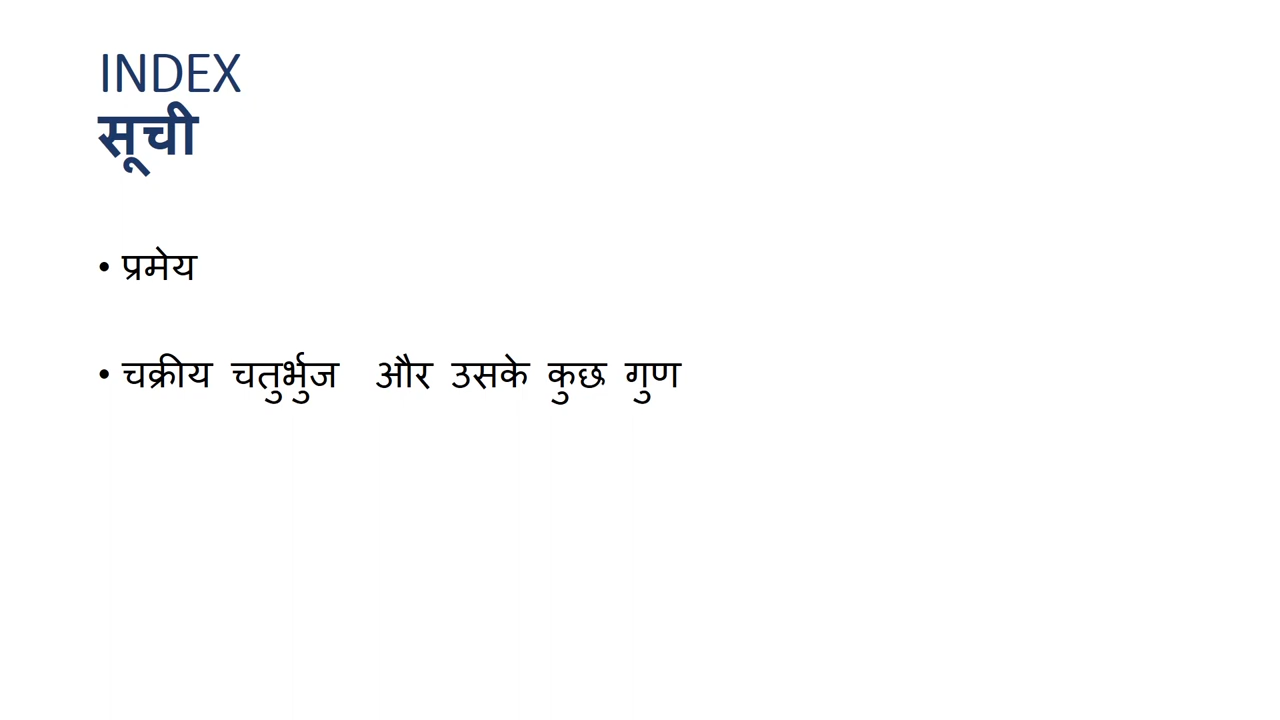 INDEX
सूची
• प्रमेय
• चक्रीय चतुर्भुज और उसके कुछ गुण